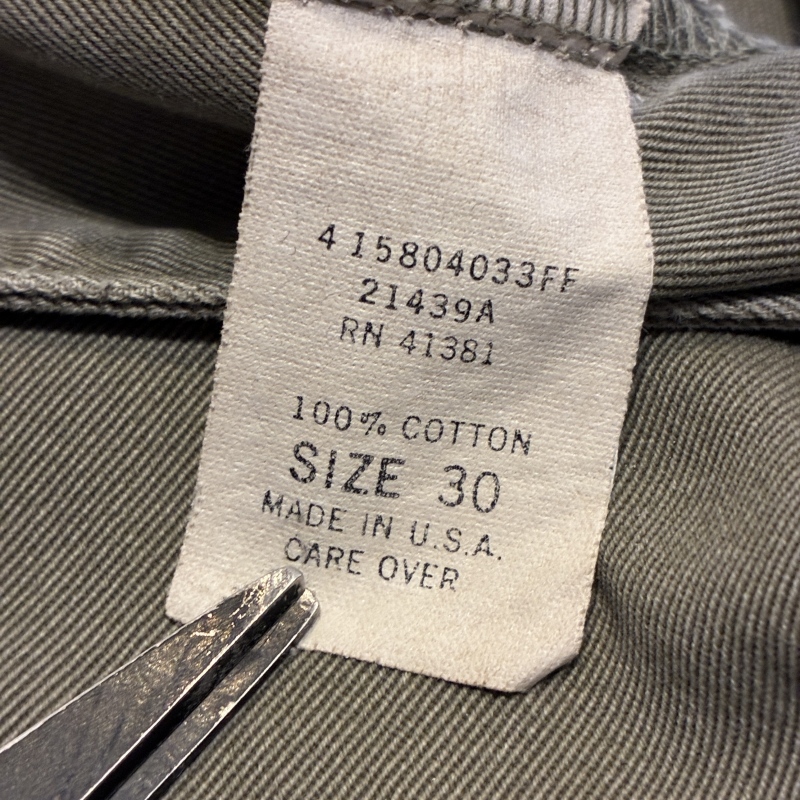 415804033FF
21439A
RN 41381
100% COTTON
SIZE 30
MADE IN U.S.A.
CARE OVER